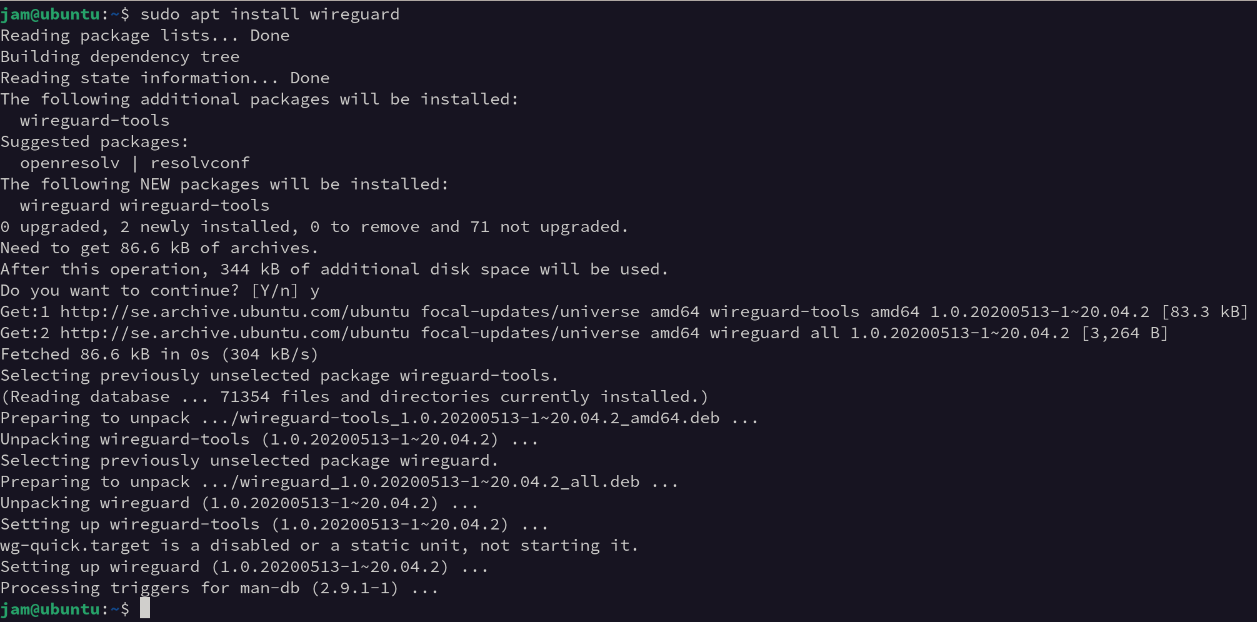 jam@ubuntu:~$ sudo apt install wireguard
Reading package lists... Done
Building dependency tree
Reading state information... Done
The following additional packages will be installed:
  wireguard-tools
Suggested packages:
  openresolv | resolvconf
The following NEW packages will be installed:
  wireguard wireguard-tools
0 upgraded, 2 newly installed, 0 to remove and 71 not upgraded.
Need to get 86.6 kB of archives.
After this operation, 344 kB of additional disk space will be used.
Do you want to continue? [Y/n] y
Get:1 http://se.archive.ubuntu.com/ubuntu focal-updates/universe amd64 wireguard-tools amd64 1.0.20200513-1~20.04.2 [83.3 kB]
Get:2 http://se.archive.ubuntu.com/ubuntu focal-updates/universe amd64 wireguard all 1.0.20200513-1~20.04.2 [3,264 B]
Fetched 86.6 kB in 0s (304 kB/s)
Selecting previously unselected package wireguard-tools.
(Reading database ... 71354 files and directories currently installed.)
Preparing to unpack .../wireguard-tools_1.0.20200513-1~20.04.2_amd64.deb ...
Unpacking wireguard-tools (1.0.20200513-1~20.04.2) ...
Selecting previously unselected package wireguard.
Preparing to unpack .../wireguard_1.0.20200513-1~20.04.2_all.deb ...
Unpacking wireguard (1.0.20200513-1~20.04.2) ...
Setting up wireguard-tools (1.0.20200513-1~20.04.2) ...
wg-quick.target is a disabled or a static unit, not starting it.
Setting up wireguard (1.0.20200513-1~20.04.2) ...
Processing triggers for man-db (2.9.1-1) ...
jam@ubuntu:~$